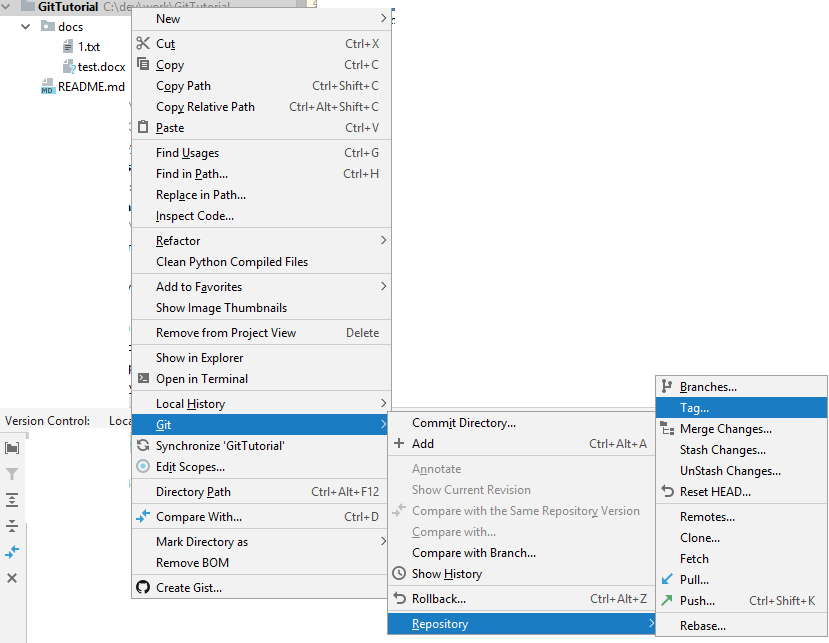 GitTutorial C:\dev\work\GitTutorial
docs
1.txt
test.docx
MD README.md
New
Cut Ctrl+X
Copy Ctrl+C
Copy Path Ctrl+Shift+C
Copy Relative Path Ctrl+Alt+Shift+C
Paste Ctrl+V
Find Usages Ctrl+G
Find in Path... Ctrl+H
Replace in Path...
Inspect Code...
Refactor
Clean Python Compiled Files
Add to Favorites
Show Image Thumbnails
Remove from Project View Delete
Show in Explorer
Open in Terminal
Local History
Git
Synchronize 'GitTutorial'
Edit Scopes...
Directory Path Ctrl+Alt+F12
Compare With... Ctrl+D
Mark Directory as
Remove BOM
Create Gist...
Version Control: Loca
Commit Directory...
Add Ctrl+Alt+A
Annotate
Show Current Revision
Compare with the Same Repository Version
Compare with...
Compare with Branch...
Show History
Rollback... Ctrl+Alt+Z
Repository
Branches...
Tag...
Merge Changes...
Stash Changes...
UnStash Changes...
Reset HEAD...
Remotes...
Clone...
Fetch
Pull...
Push... Ctrl+Shift+K
Rebase...